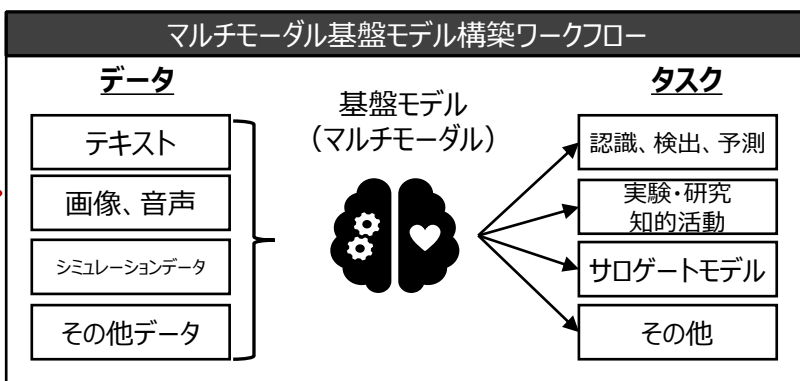 マルチモーダル基盤モデル構築ワークフロー
データ
テキスト
画像、音声
シミュレーションデータ
その他データ
基盤モデル
（マルチモーダル）
タスク
認識、検出、予測
実験・研究
知的活動
サロゲートモデル
その他